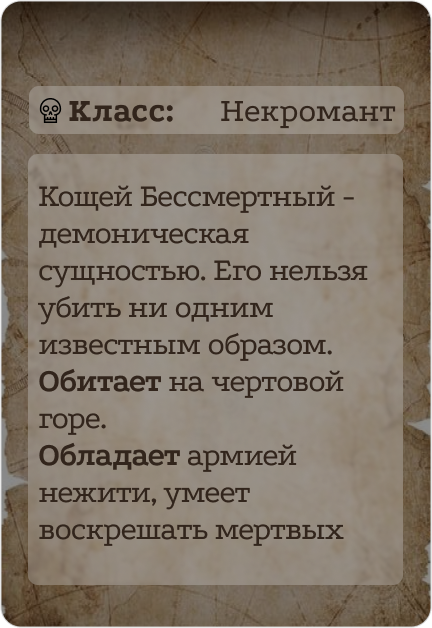 Класс: Некромант
Кощей Бессмертный -
демоническая
сущностью. Его нельзя
убить ни одним
известным образом.
Обитает на чертовой
горе.
Обладает армией
нежити, умеет
воскрешать мертвых